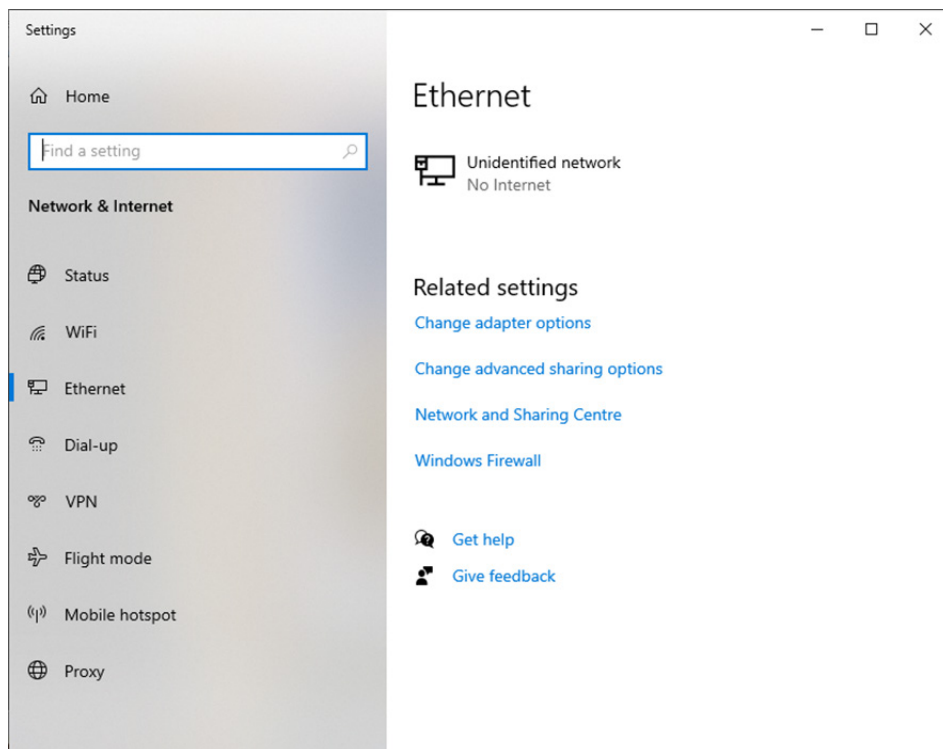 Settings
Home
Find a setting
Network & Internet
Status
WiFi
Ethernet
Dial-up
VPN
Flight mode
Mobile hotspot
Proxy
Ethernet
Unidentified network
No Internet
Related settings
Change adapter options
Change advanced sharing options
Network and Sharing Centre
Windows Firewall
Get help
Give feedback